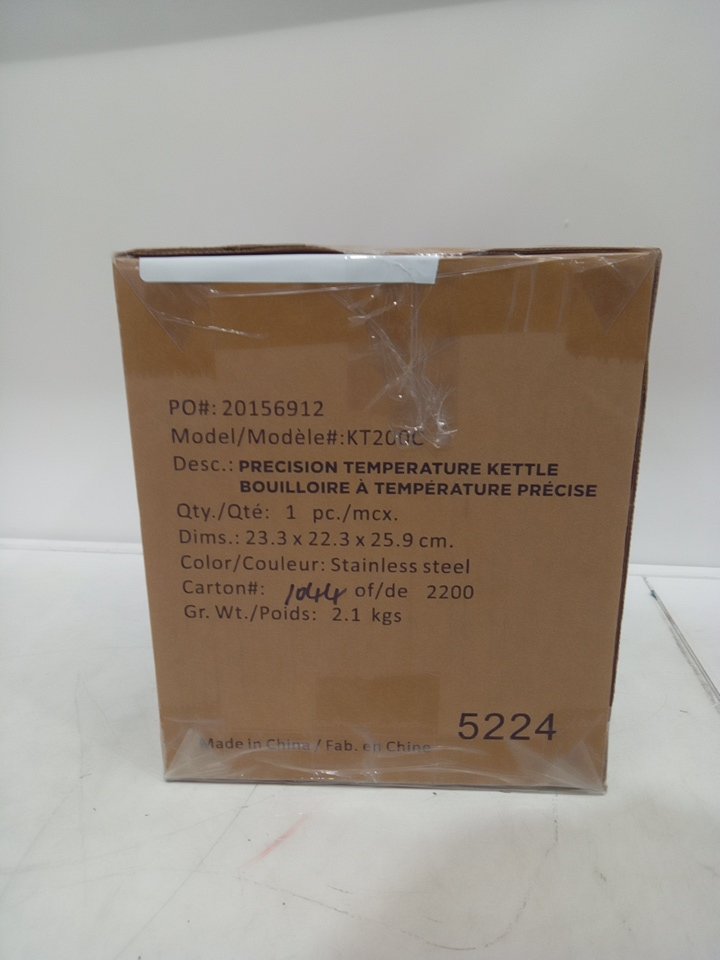 PO#: 20156912
Model/Modèle#:KT200C
Desc.: PRECISION TEMPERATURE KETTLE
BOUILLOIRE À TEMPÉRATURE PRÉCISE
Qty./Qté: 1 pc./mcx.
Dims.: 23.3 x 22.3 x 25.9 cm.
Color/Couleur: Stainless steel
Carton#: 1044 of/de 2200
Gr. Wt./Poids: 2.1 kgs
5224
Made in China / Fab. en Chine